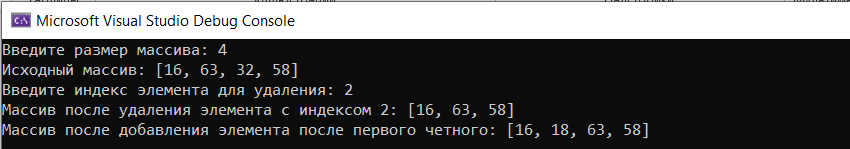 Microsoft Visual Studio Debug Console
Введите размер массива: 4
Исходный массив: [16, 63, 32, 58]
Введите индекс элемента для удаления: 2
Массив после удаления элемента с индексом 2: [16, 63, 58]
Массив после добавления элемента после первого четного: [16, 18, 63, 58]